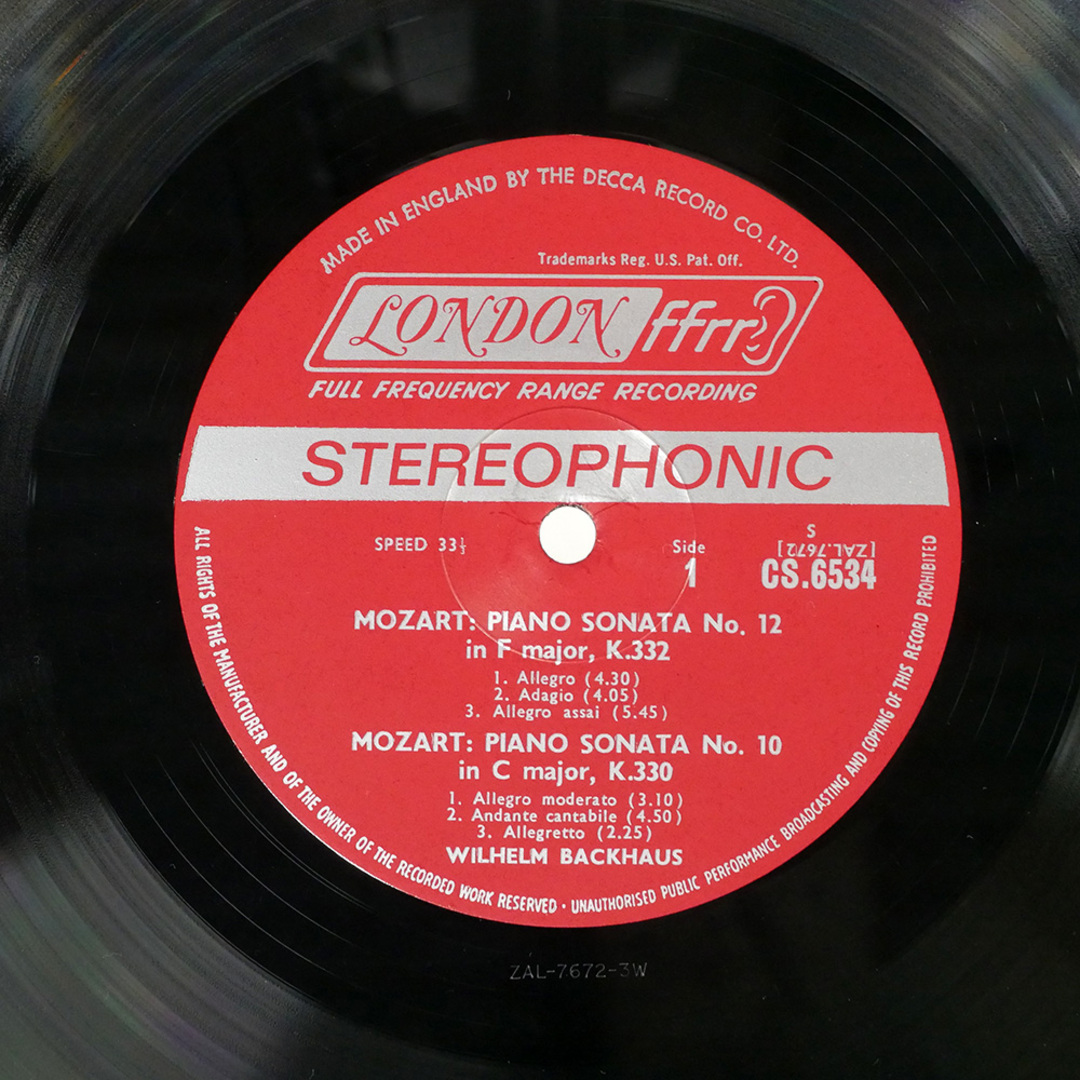 MADE IN ENGLAND BY THE DECCA RECORD CO. LTD.
Trademarks Reg. U.S. Pat. Off.
LONDON ffrr
FULL FREQUENCY RANGE RECORDING
STEREOPHONIC
SPEED 33⅓
Side
1
S
[ZAL.7672]
CS.6534
MOZART: PIANO SONATA No. 12
in F major, K.332
1. Allegro (4.30)
2. Adagio (4.05)
3. Allegro assai (5.45)
MOZART: PIANO SONATA No. 10
in C major, K.330
1. Allegro moderato (3.10)
2. Andante cantabile (4.50)
3. Allegretto (2.25)
WILHELM BACKHAUS
ALL RIGHTS OF THE MANUFACTURER AND OF THE OWNER OF THE RECORDED WORK RESERVED · UNAUTHORISED PUBLIC PERFORMANCE BROADCASTING AND COPYING OF THIS RECORD PROHIBITED
ZAL-7672-3W